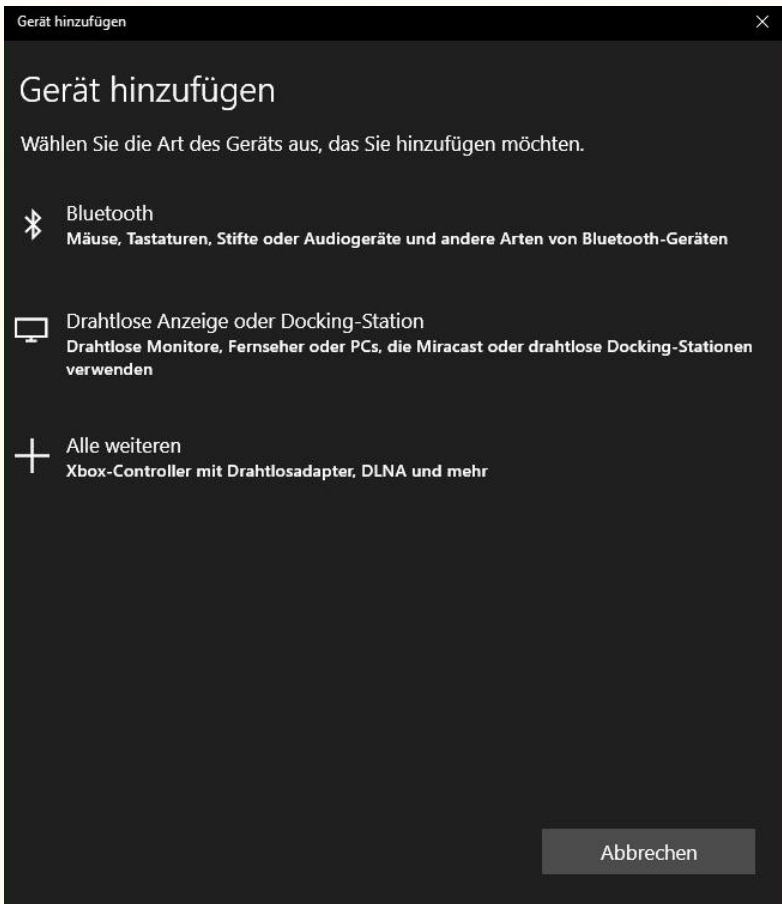 Gerät hinzufügen
Gerät hinzufügen
Wählen Sie die Art des Geräts aus, das Sie hinzufügen möchten.
Bluetooth
Mäuse, Tastaturen, Stifte oder Audiogeräte und andere Arten von Bluetooth-Geräten
Drahtlose Anzeige oder Docking-Station
Drahtlose Monitore, Fernseher oder PCs, die Miracast oder drahtlose Docking-Stationen
verwenden
Alle weiteren
Xbox-Controller mit Drahtlosadapter, DLNA und mehr
Abbrechen